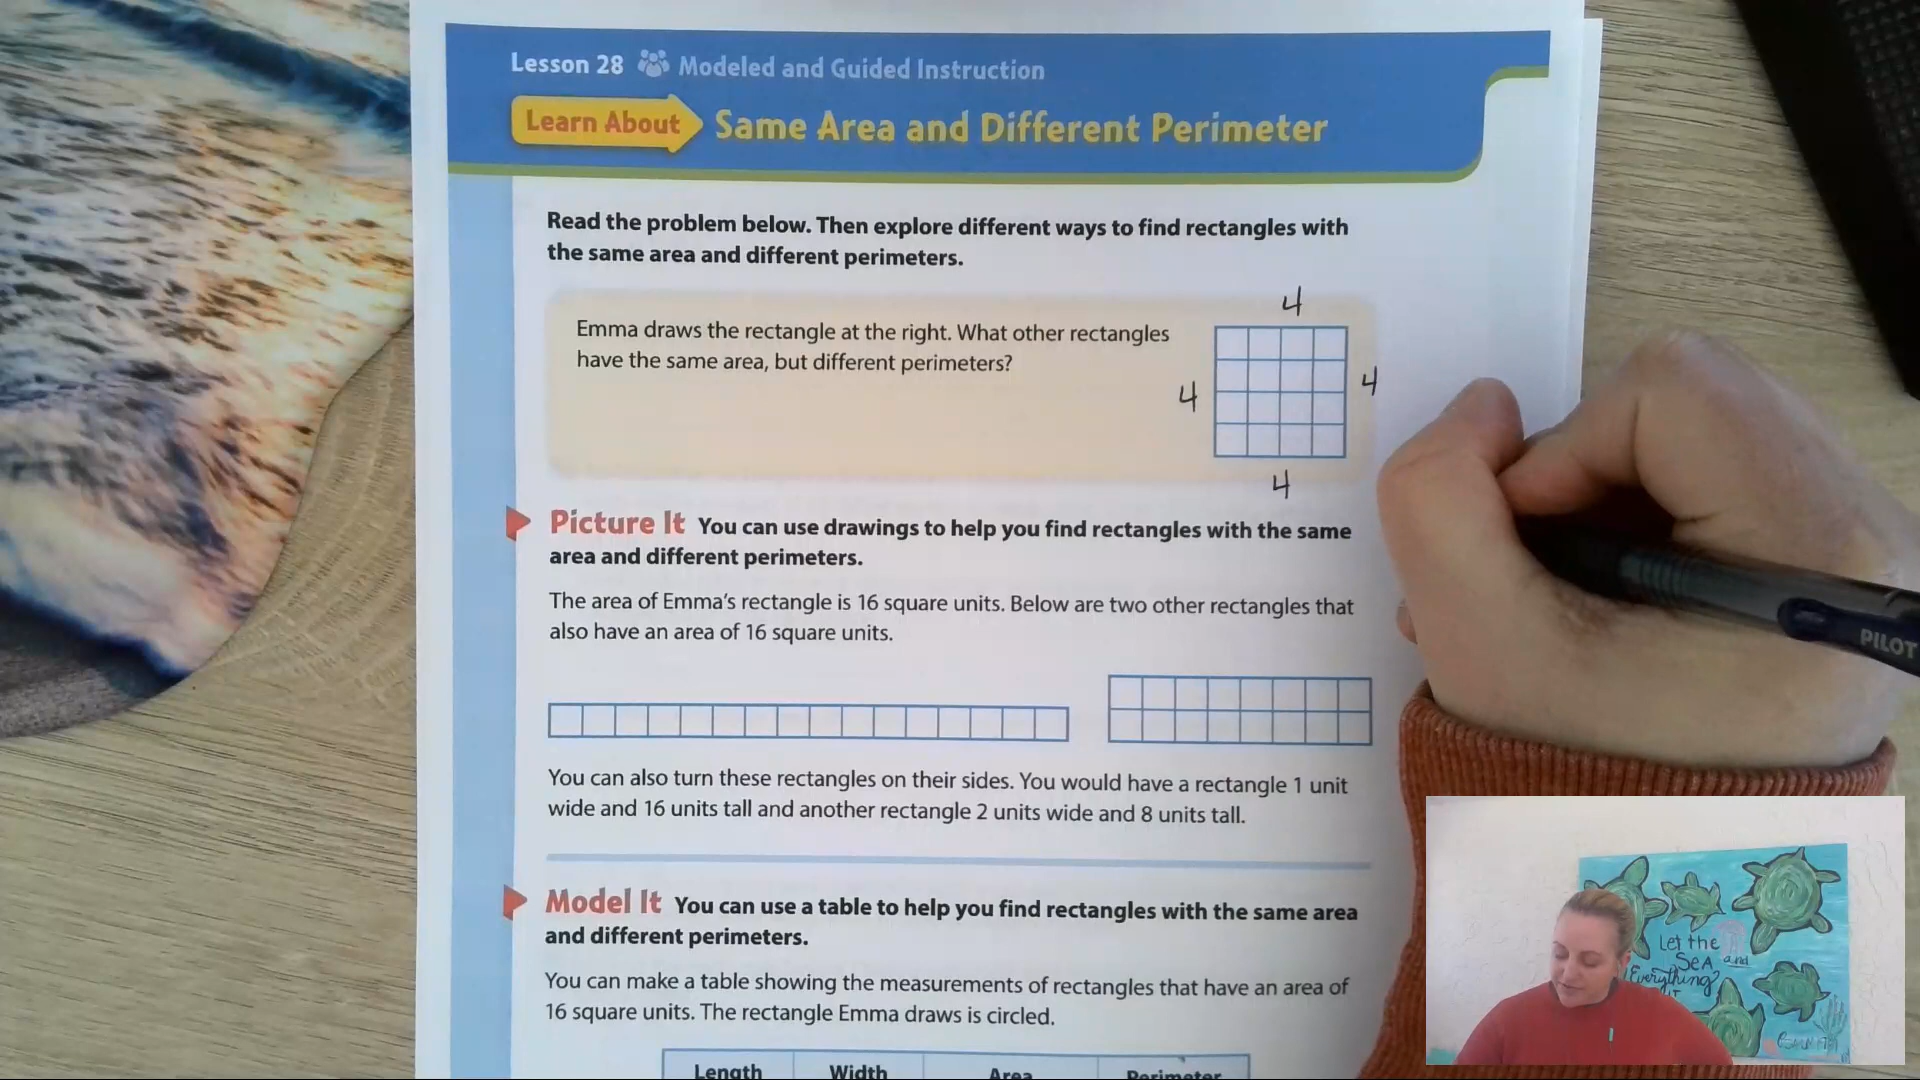 Lesson 28 Modeled and Guided Instruction
Learn About Same Area and Different Perimeter
Read the problem below. Then explore different ways to find rectangles with
the same area and different perimeters.
Emma draws the rectangle at the right. What other rectangles
have the same area, but different perimeters?
4
4
4
4
Picture It You can use drawings to help you find rectangles with the same
area and different perimeters.
The area of Emma's rectangle is 16 square units. Below are two other rectangles that
also have an area of 16 square units.
You can also turn these rectangles on their sides. You would have a rectangle 1 unit
wide and 16 units tall and another rectangle 2 units wide and 8 units tall.
Model It You can use a table to help you find rectangles with the same area
and different perimeters.
You can make a table showing the measurements of rectangles that have an area of
16 square units. The rectangle Emma draws is circled.
Length Width Area Perimeter
PILOT
Let the
Sea and
Everything